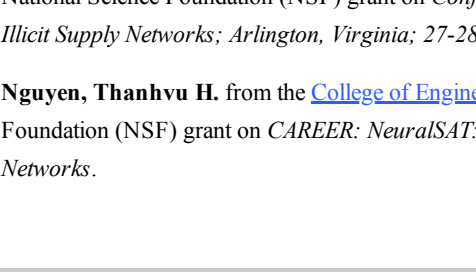 National Science Foundation (NSF) grant on Conf
Illicit Supply Networks; Arlington, Virginia; 27-28
Nguyen, Thanhvu H. from the College of Engine
Foundation (NSF) grant on CAREER: NeuralSAT:
Networks.